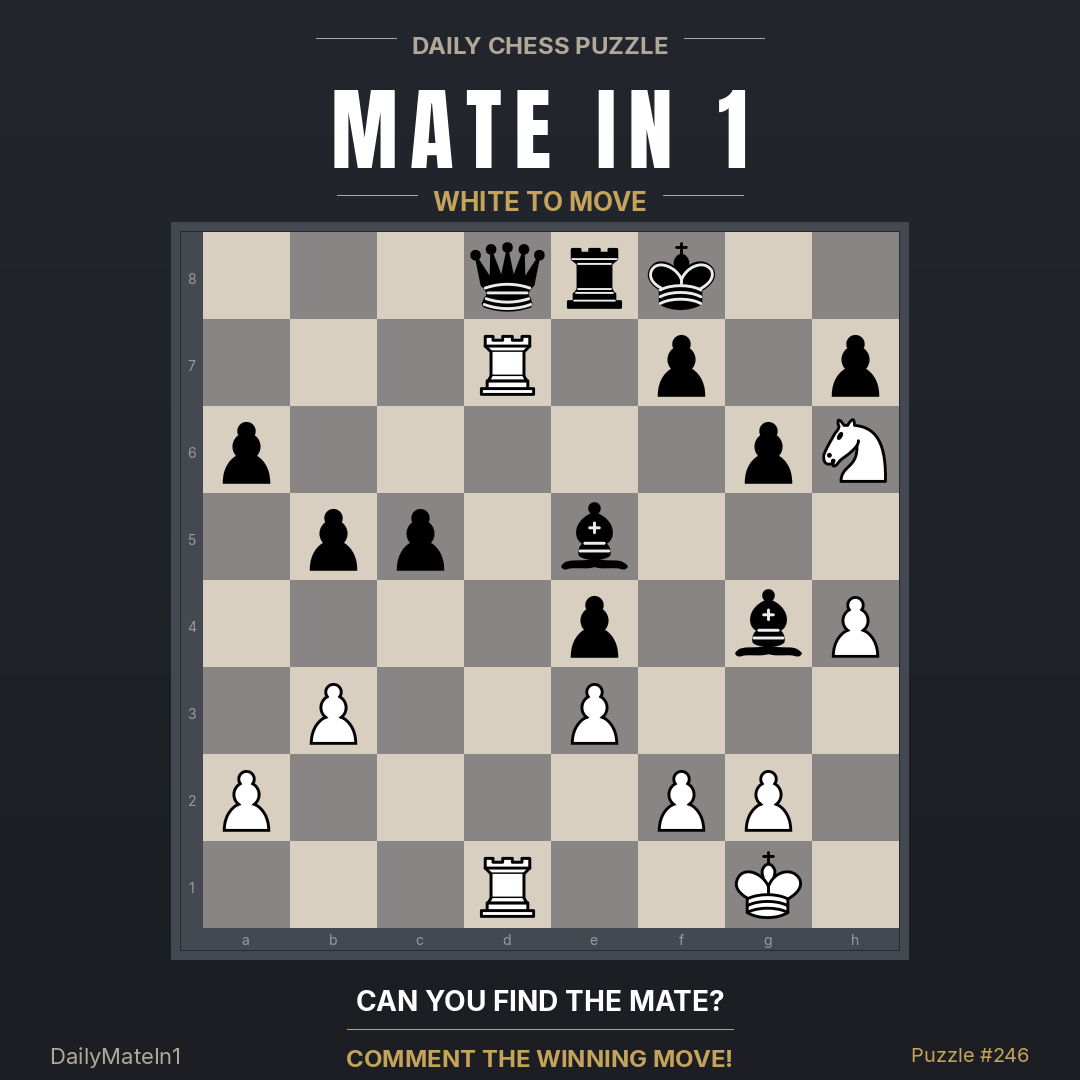 DAILY CHESS PUZZLE
MATE IN 1
WHITE TO MOVE
8
7
6
5
4
3
2
1
a b c d e f g h
CAN YOU FIND THE MATE?
DailyMateIn1 COMMENT THE WINNING MOVE! Puzzle #246